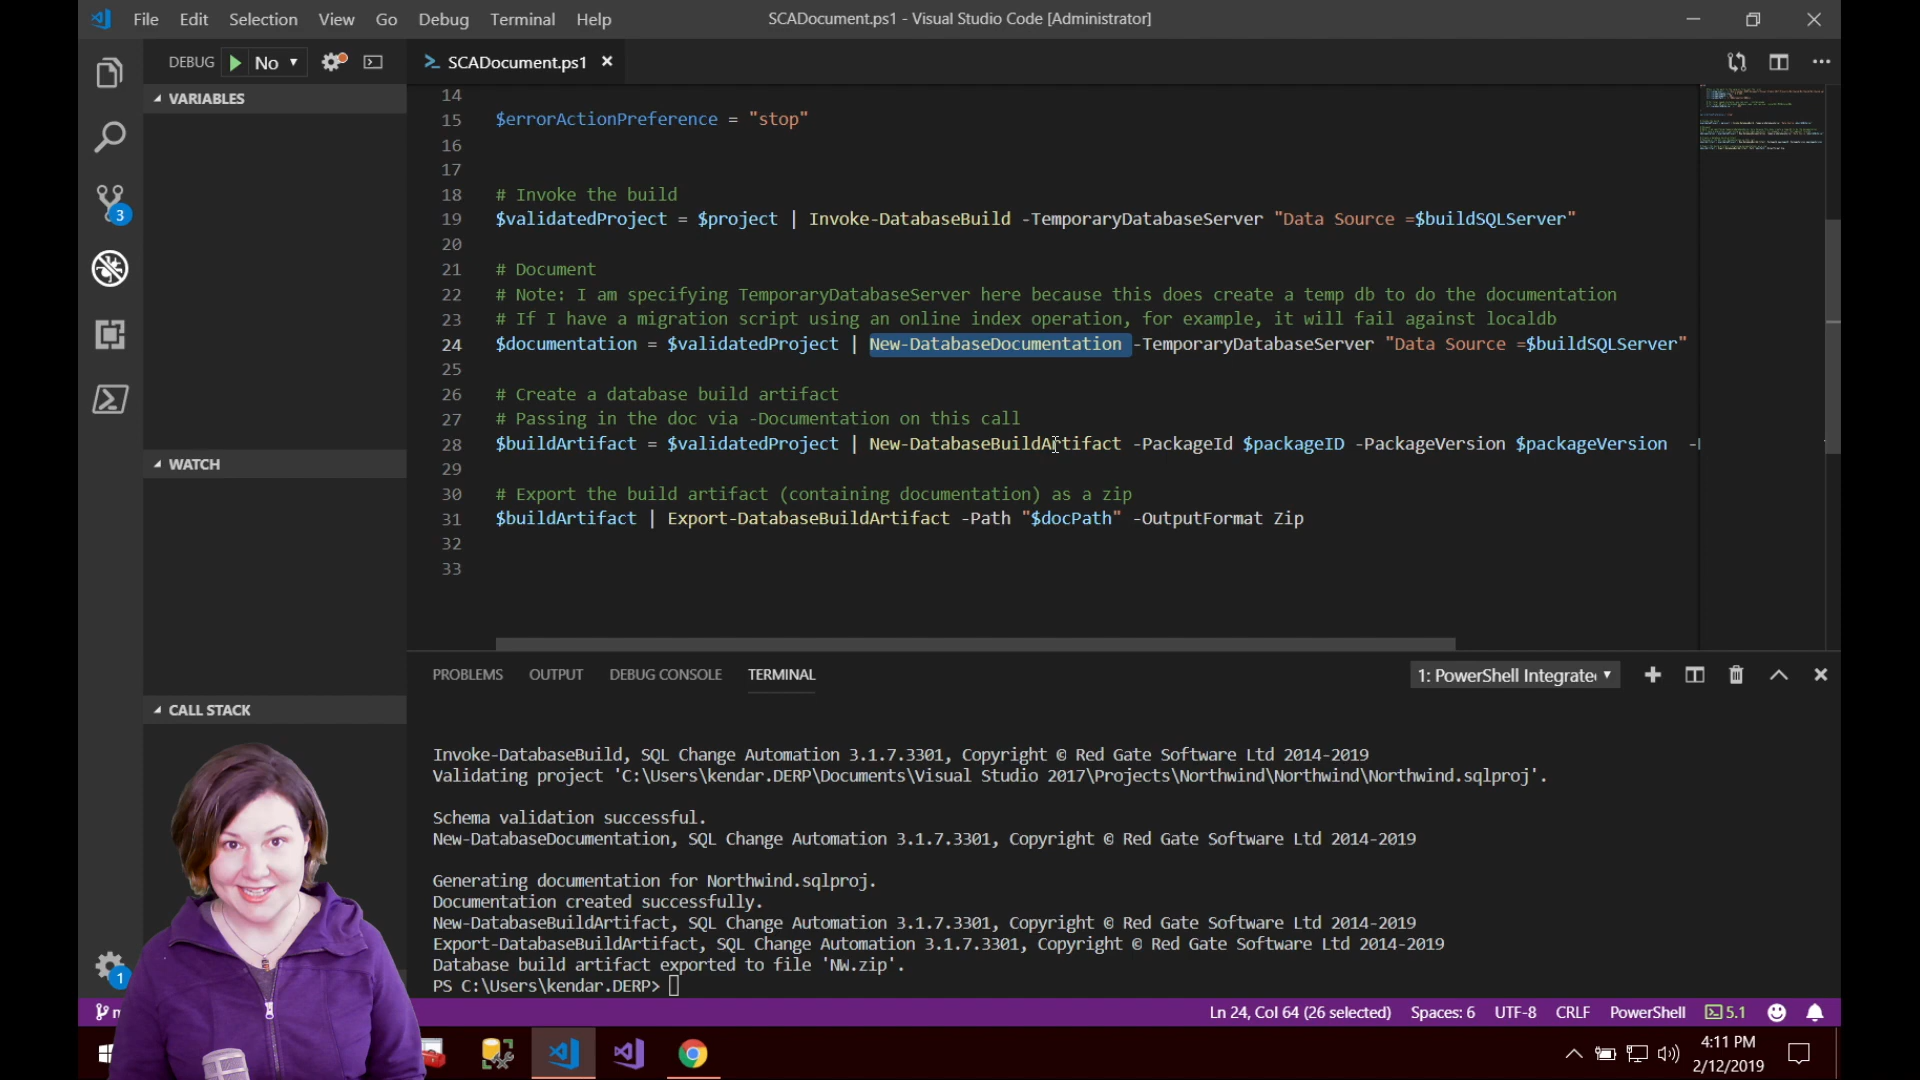 File Edit Selection View Go Debug Terminal Help
SCADocument.ps1 - Visual Studio Code [Administrator]
DEBUG No
SCADocument.ps1
VARIABLES
14
15 $errorActionPreference = "stop"
16
17
18 # Invoke the build
19 $validatedProject = $project | Invoke-DatabaseBuild -TemporaryDatabaseServer "Data Source =$buildSQLServer"
20
21 # Document
22 # Note: I am specifying TemporaryDatabaseServer here because this does create a temp db to do the documentation
23 # If I have a migration script using an online index operation, for example, it will fail against localdb
24 $documentation = $validatedProject | New-DatabaseDocumentation -TemporaryDatabaseServer "Data Source =$buildSQLServer"
25
26 # Create a database build artifact
27 # Passing in the doc via -Documentation on this call
28 $buildArtifact = $validatedProject | New-DatabaseBuildArtifact -PackageId $packageID -PackageVersion $packageVersion -
29
30 # Export the build artifact (containing documentation) as a zip
31 $buildArtifact | Export-DatabaseBuildArtifact -Path "$docPath" -OutputFormat Zip
32
33
3
WATCH
CALL STACK
PROBLEMS OUTPUT DEBUG CONSOLE TERMINAL
1: PowerShell Integrate
Invoke-DatabaseBuild, SQL Change Automation 3.1.7.3301, Copyright © Red Gate Software Ltd 2014-2019
Validating project 'C:\Users\kendar.DERP\Documents\Visual Studio 2017\Projects\Northwind\Northwind\Northwind.sqlproj'.
Schema validation successful.
New-DatabaseDocumentation, SQL Change Automation 3.1.7.3301, Copyright © Red Gate Software Ltd 2014-2019
Generating documentation for Northwind.sqlproj.
Documentation created successfully.
New-DatabaseBuildArtifact, SQL Change Automation 3.1.7.3301, Copyright © Red Gate Software Ltd 2014-2019
Export-DatabaseBuildArtifact, SQL Change Automation 3.1.7.3301, Copyright © Red Gate Software Ltd 2014-2019
Database build artifact exported to file 'NW.zip'.
PS C:\Users\kendar.DERP>
1
Ln 24, Col 64 (26 selected) Spaces: 6 UTF-8 CRLF PowerShell 5.1
4:11 PM
2/12/2019